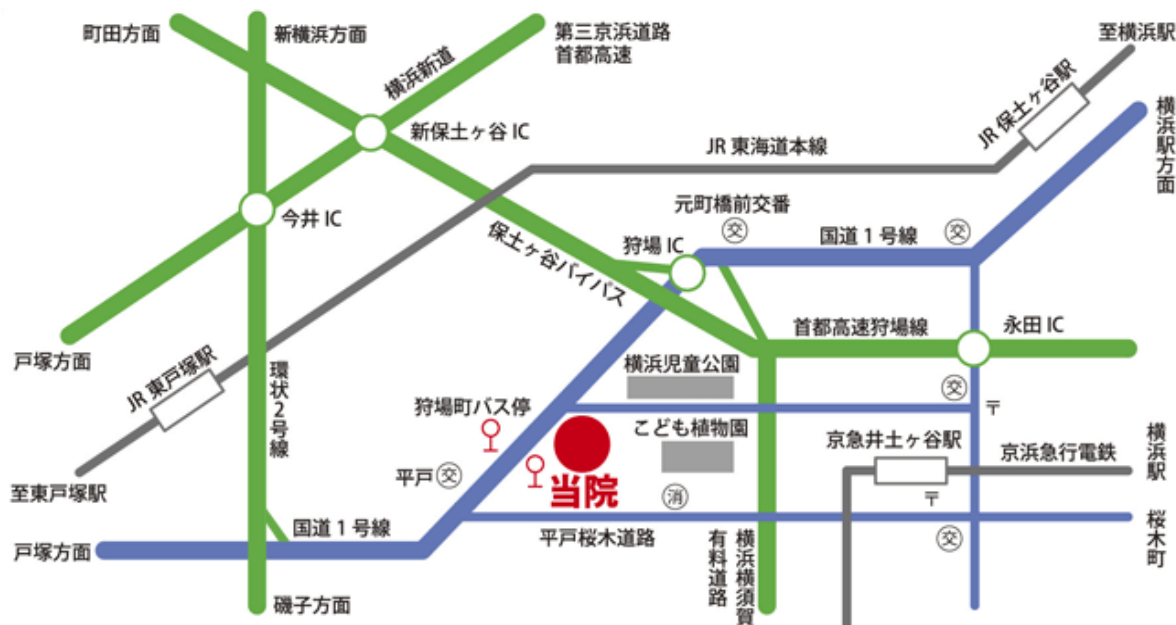 町田方面
新横浜方面
第三京浜道路
首都高速
至横浜駅
横浜新道
新保土ヶ谷 IC
JR 保土ヶ谷駅
横浜駅方面
JR 東海道本線
今井 IC
元町橋前交番
交
国道1号線
交
狩場 IC
保土ヶ谷バイパス
首都高速狩場線
永田 IC
戸塚方面
JR 東戸塚駅
環状2号線
横浜児童公園
交
〒
狩場町バス停
こども植物園
京急井土ヶ谷駅
京浜急行電鉄
横浜駅
平戸
交
当院
至東戸塚駅
消
〒
国道1号線
平戸桜木道路
交
桜木町
戸塚方面
横浜横須賀
有料道路
磯子方面